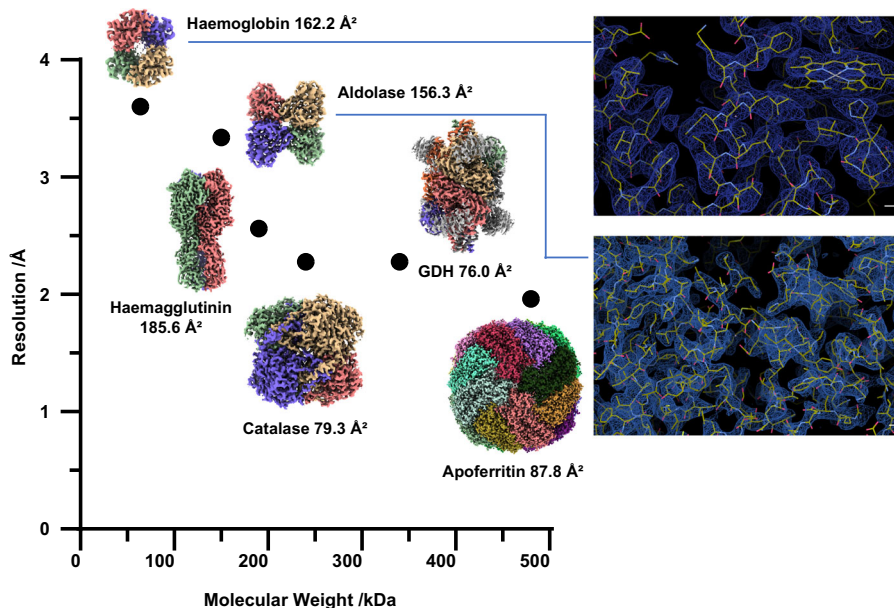 Haemoglobin 162.2 Å²
Aldolase 156.3 Å²
4
3
2
1
0
Resolution /Å
GDH 76.0 Å²
Haemagglutinin
185.6 Å²
Catalase 79.3 Å²
Apoferritin 87.8 Å²
0
100
200
300
400
500
Molecular Weight /kDa